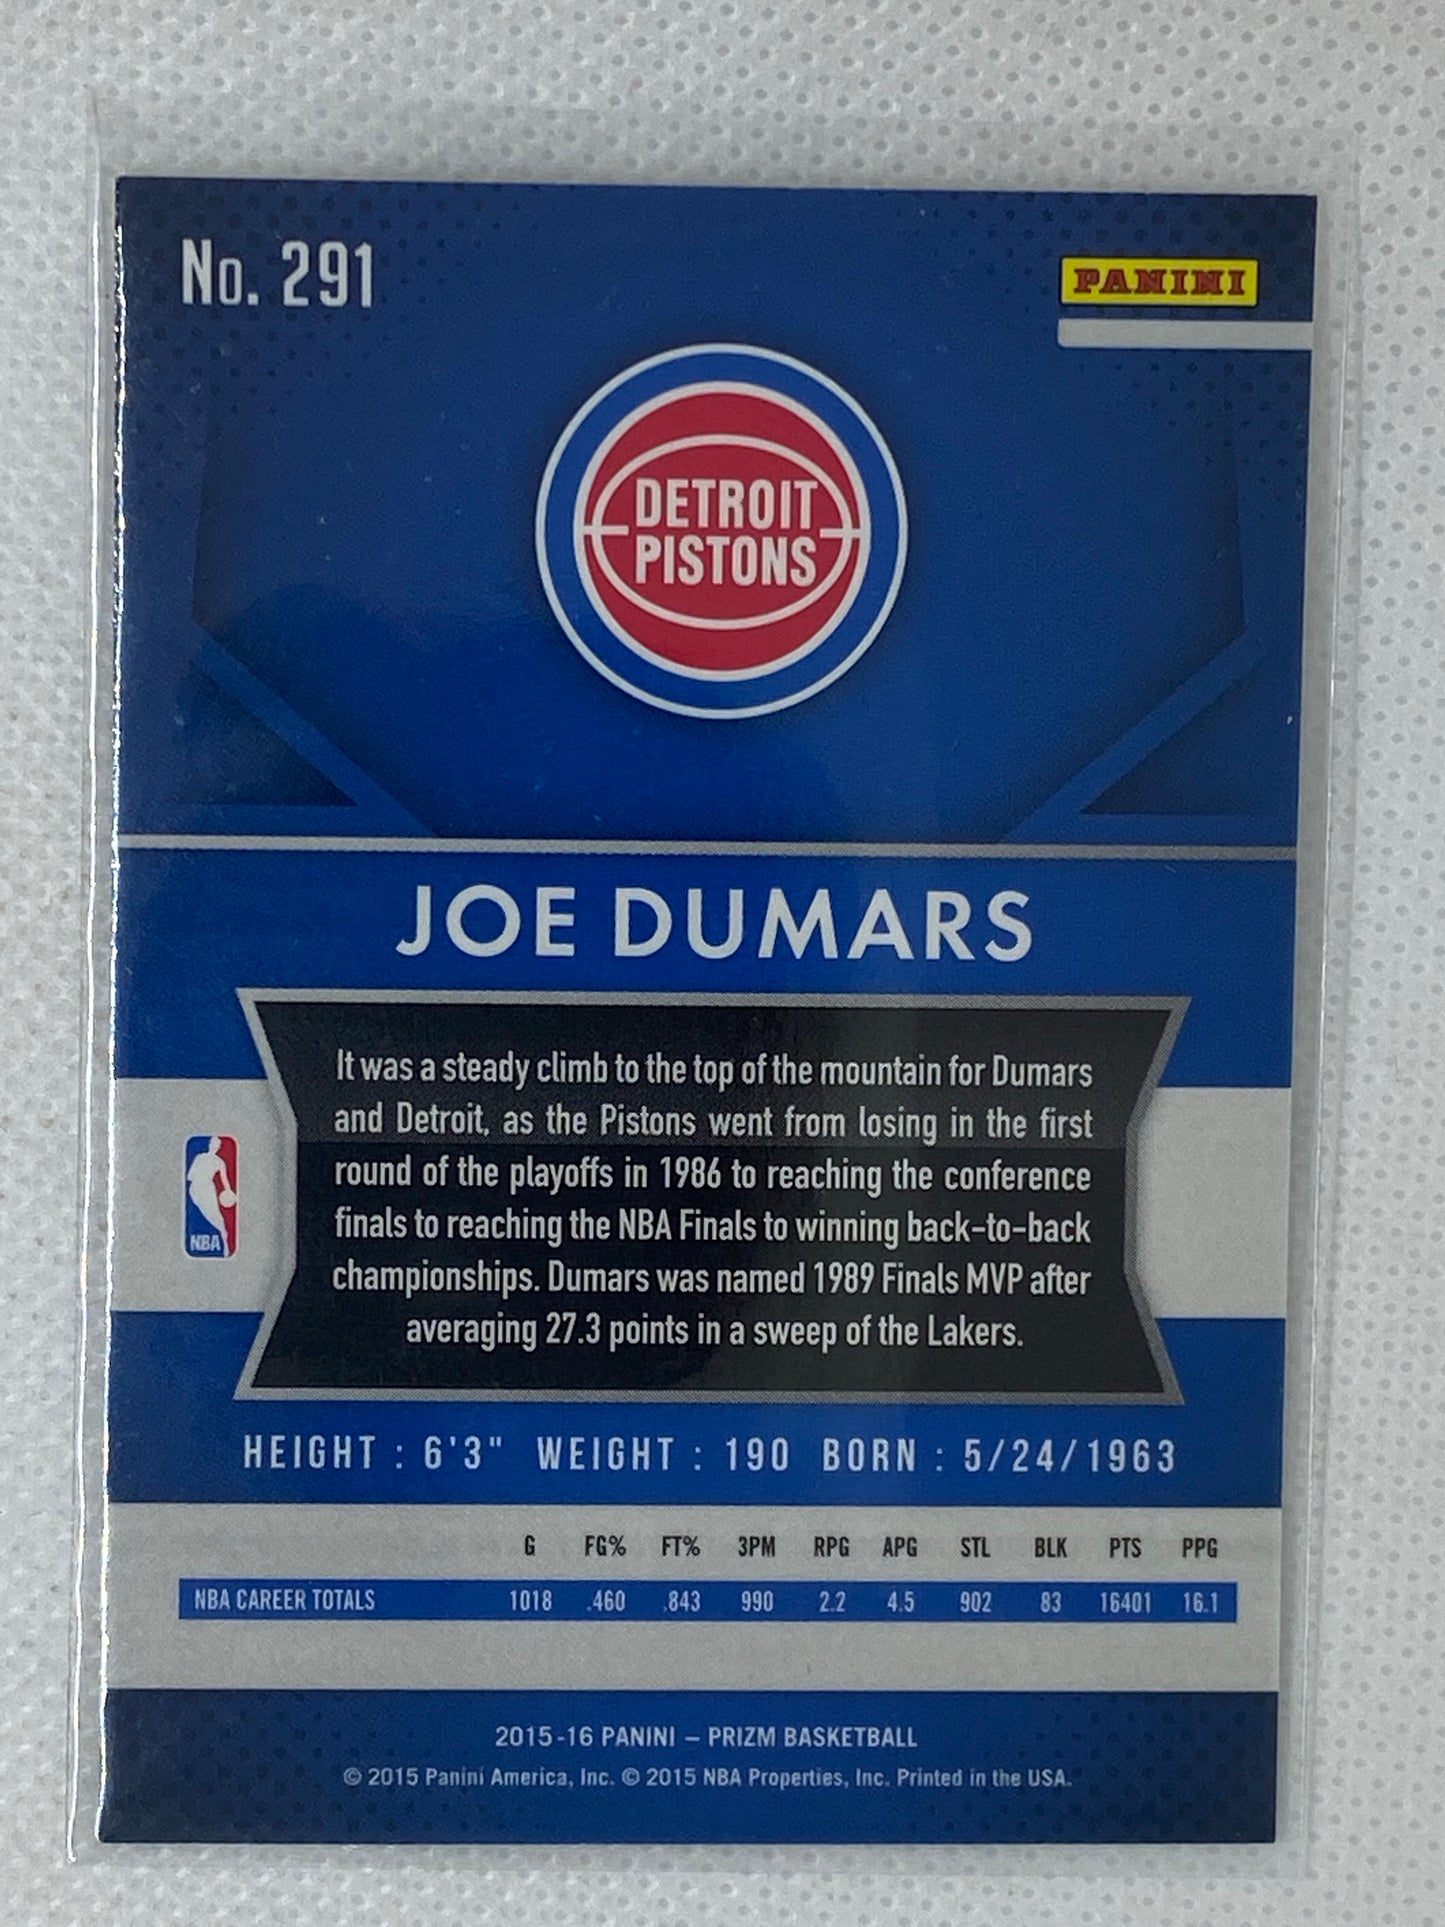 No. 291
PANINI
DETROIT
PISTONS
JOE DUMARS
It was a steady climb to the top of the mountain for Dumars
and Detroit, as the Pistons went from losing in the first
round of the playoffs in 1986 to reaching the conference
finals to reaching the NBA Finals to winning back-to-back
championships. Dumars was named 1989 Finals MVP after
averaging 27.3 points in a sweep of the Lakers.
NBA
HEIGHT : 6'3" WEIGHT : 190 BORN : 5/24/1963
G FG% FT% 3PM RPG APG STL BLK PTS PPG
NBA CAREER TOTALS 1018 .460 .843 990 2.2 4.5 902 83 16401 16.1
2015-16 PANINI – PRIZM BASKETBALL
© 2015 Panini America, Inc. © 2015 NBA Properties, Inc. Printed in the USA.